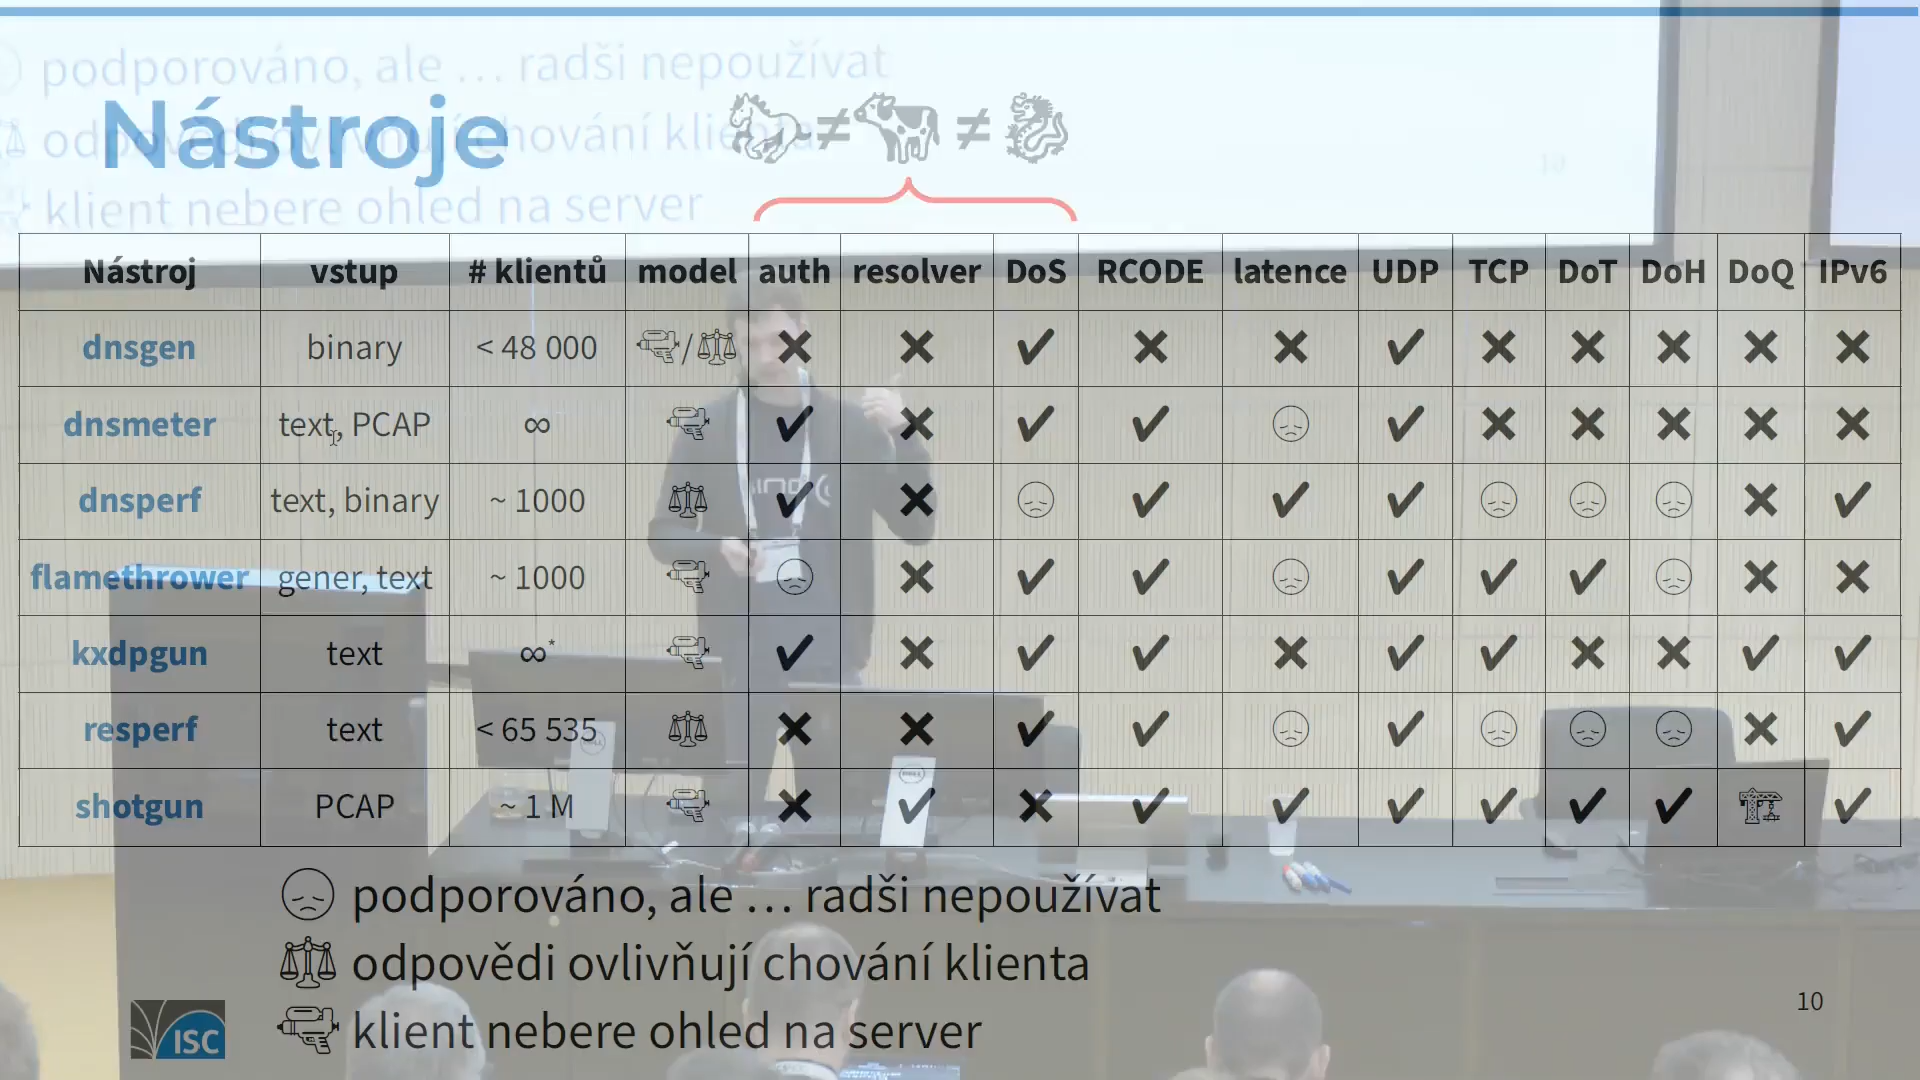 podporováno, ale … radši nepoužívat
Nástroje ≠ ≠
odpovědi ovlivňují chování klienta
10
klient nebere ohled na server
Nástroj vstup # klientů model auth resolver DoS RCODE latence UDP TCP DoT DoH DoQ IPv6
dnsgen binary < 48 000 / ✖ ✖ ✔ ✖ ✖ ✔ ✖ ✖ ✖ ✖ ✖
dnsmeter text, PCAP ∞ ✔ ✖ ✔ ✔ ☹ ✔ ✖ ✖ ✖ ✖ ✖
dnsperf text, binary ~ 1000 ✔ ✖ ☹ ✔ ✔ ✔ ☹ ☹ ☹ ✖ ✔
flamethrower gener, text ~ 1000 ☹ ✖ ✔ ✔ ☹ ✔ ✔ ✔ ☹ ✖ ✖
kxdpgun text ∞* ✔ ✖ ✔ ✔ ✖ ✔ ✔ ✖ ✖ ✔ ✔
resperf text < 65 535 ✖ ✖ ✔ ✔ ☹ ✔ ☹ ☹ ☹ ✖ ✔
shotgun PCAP ~ 1 M ✖ ✔ ✖ ✔ ✔ ✔ ✔ ✔ ✔ ✔
☹ podporováno, ale … radši nepoužívat
odpovědi ovlivňují chování klienta
klient nebere ohled na server
10
ISC
DELL
DELL